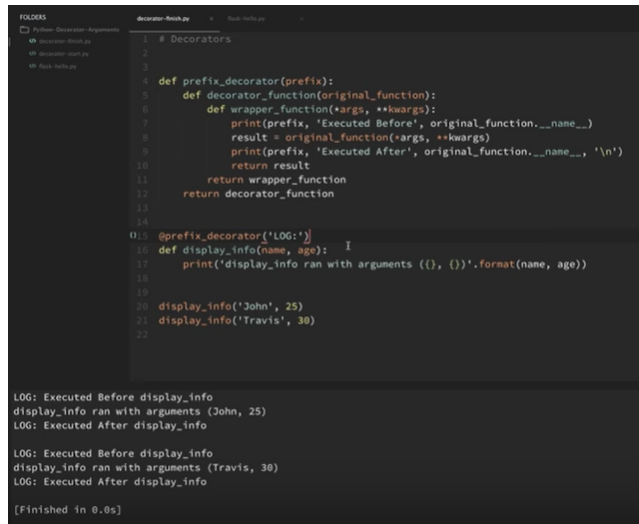 FOLDERS
Python-Decorator-Arguments
decorator-finish.py
decorator-start.py
flask-hello.py
decorator-finish.py x flask-hello.py x
1 # Decorators
2
3
4 def prefix_decorator(prefix):
5     def decorator_function(original_function):
6         def wrapper_function(*args, **kwargs):
7             print(prefix, 'Executed Before', original_function.__name__)
8             result = original_function(*args, **kwargs)
9             print(prefix, 'Executed After', original_function.__name__, '\n')
10             return result
11         return wrapper_function
12     return decorator_function
13
14
15 @prefix_decorator('LOG:')
16 def display_info(name, age):
17     print('display_info ran with arguments ({}, {})'.format(name, age))
18
19
20 display_info('John', 25)
21 display_info('Travis', 30)
22
LOG: Executed Before display_info
display_info ran with arguments (John, 25)
LOG: Executed After display_info
LOG: Executed Before display_info
display_info ran with arguments (Travis, 30)
LOG: Executed After display_info
[Finished in 0.0s]